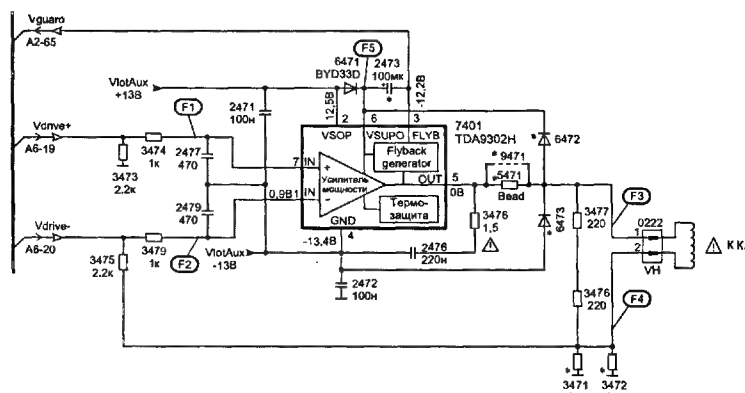 Vguaro
A2-65
VlotAux
+13В
6471
BYD33D
F5
2473
100мк
*
12,5В
-12,2В
2471
100н
F1
Vdrive+
A6-19
3474
1к
3473
2.2к
2477
470
2479
470
Vdrive-
A6-20
3479
1к
F2
3475
2.2к
VlotAux
-13В
2
6
3
VSOP
VSUPO
FLYB
7401
TDA9302H
Flyback
generator
7
IN
+
Усилитель
мощности
-
0,9В
1
IN
Термо-
защита
OUT
5
0В
GND
4
-13,4В
2472
100н
2476
220н
3476
1,5
* 9471
* 5471
Bead
* 6472
6473
*
3477
220
3476
220
F3
0222
1
2
VH
К К
F4
*
3471
*
3472